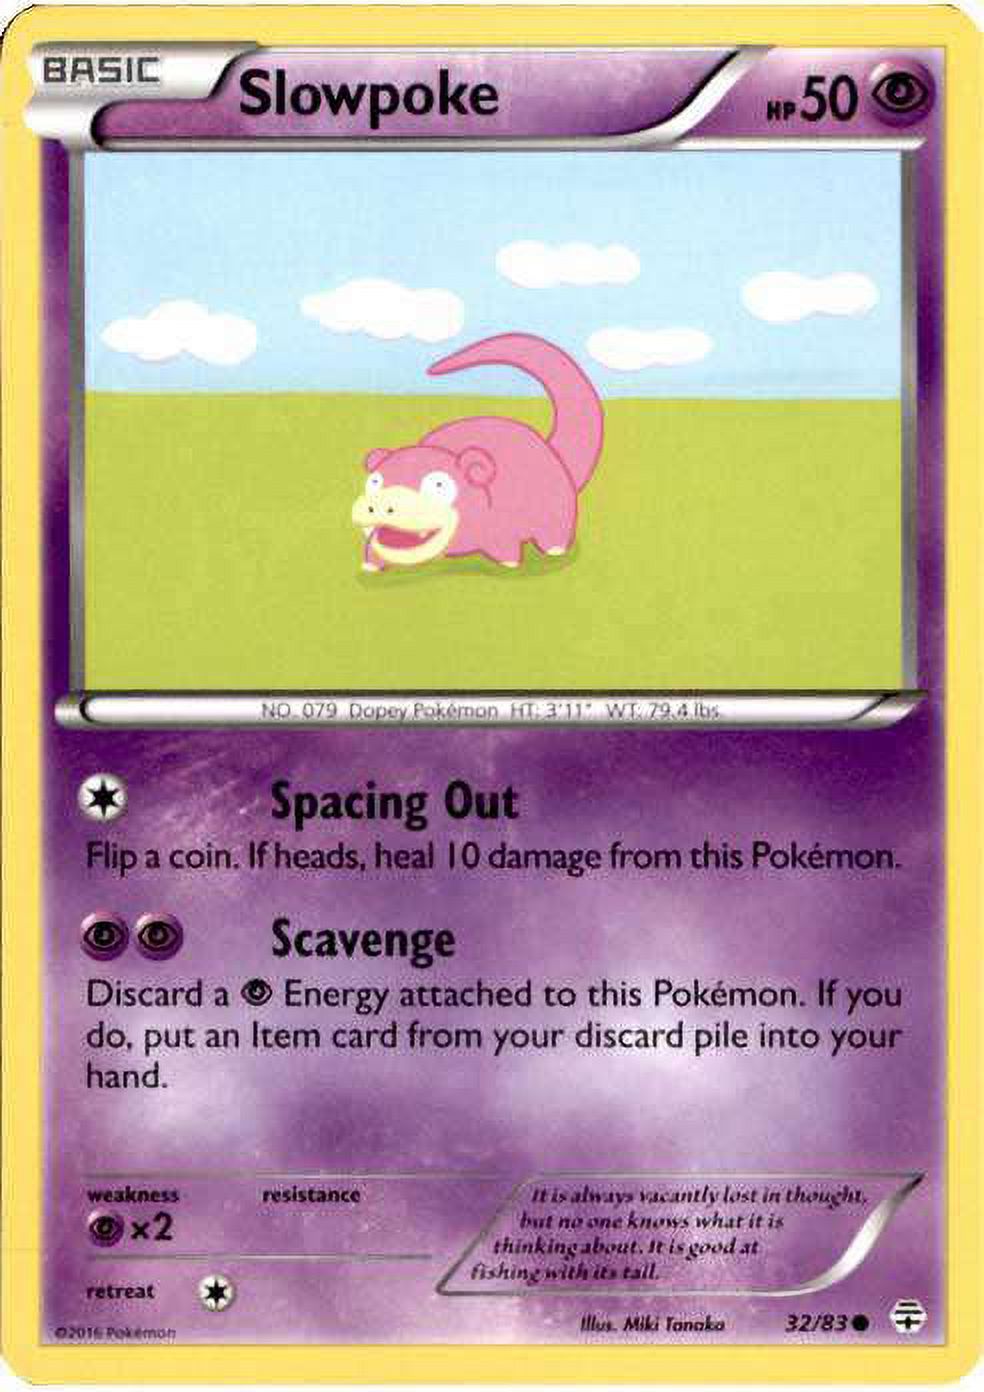 BASIC Slowpoke HP 50
NO. 079 Dopey Pokémon HT: 3'11" WT: 79.4 lbs.
Spacing Out
Flip a coin. If heads, heal 10 damage from this Pokémon.
Scavenge
Discard a Energy attached to this Pokémon. If you
do, put an Item card from your discard pile into your
hand.
weakness resistance
×2
retreat
It is always vacantly lost in thought,
but no one knows what it is
thinking about. It is good at
fishing with its tail.
Illus. Miki Tanaka 32/83
©2016 Pokémon